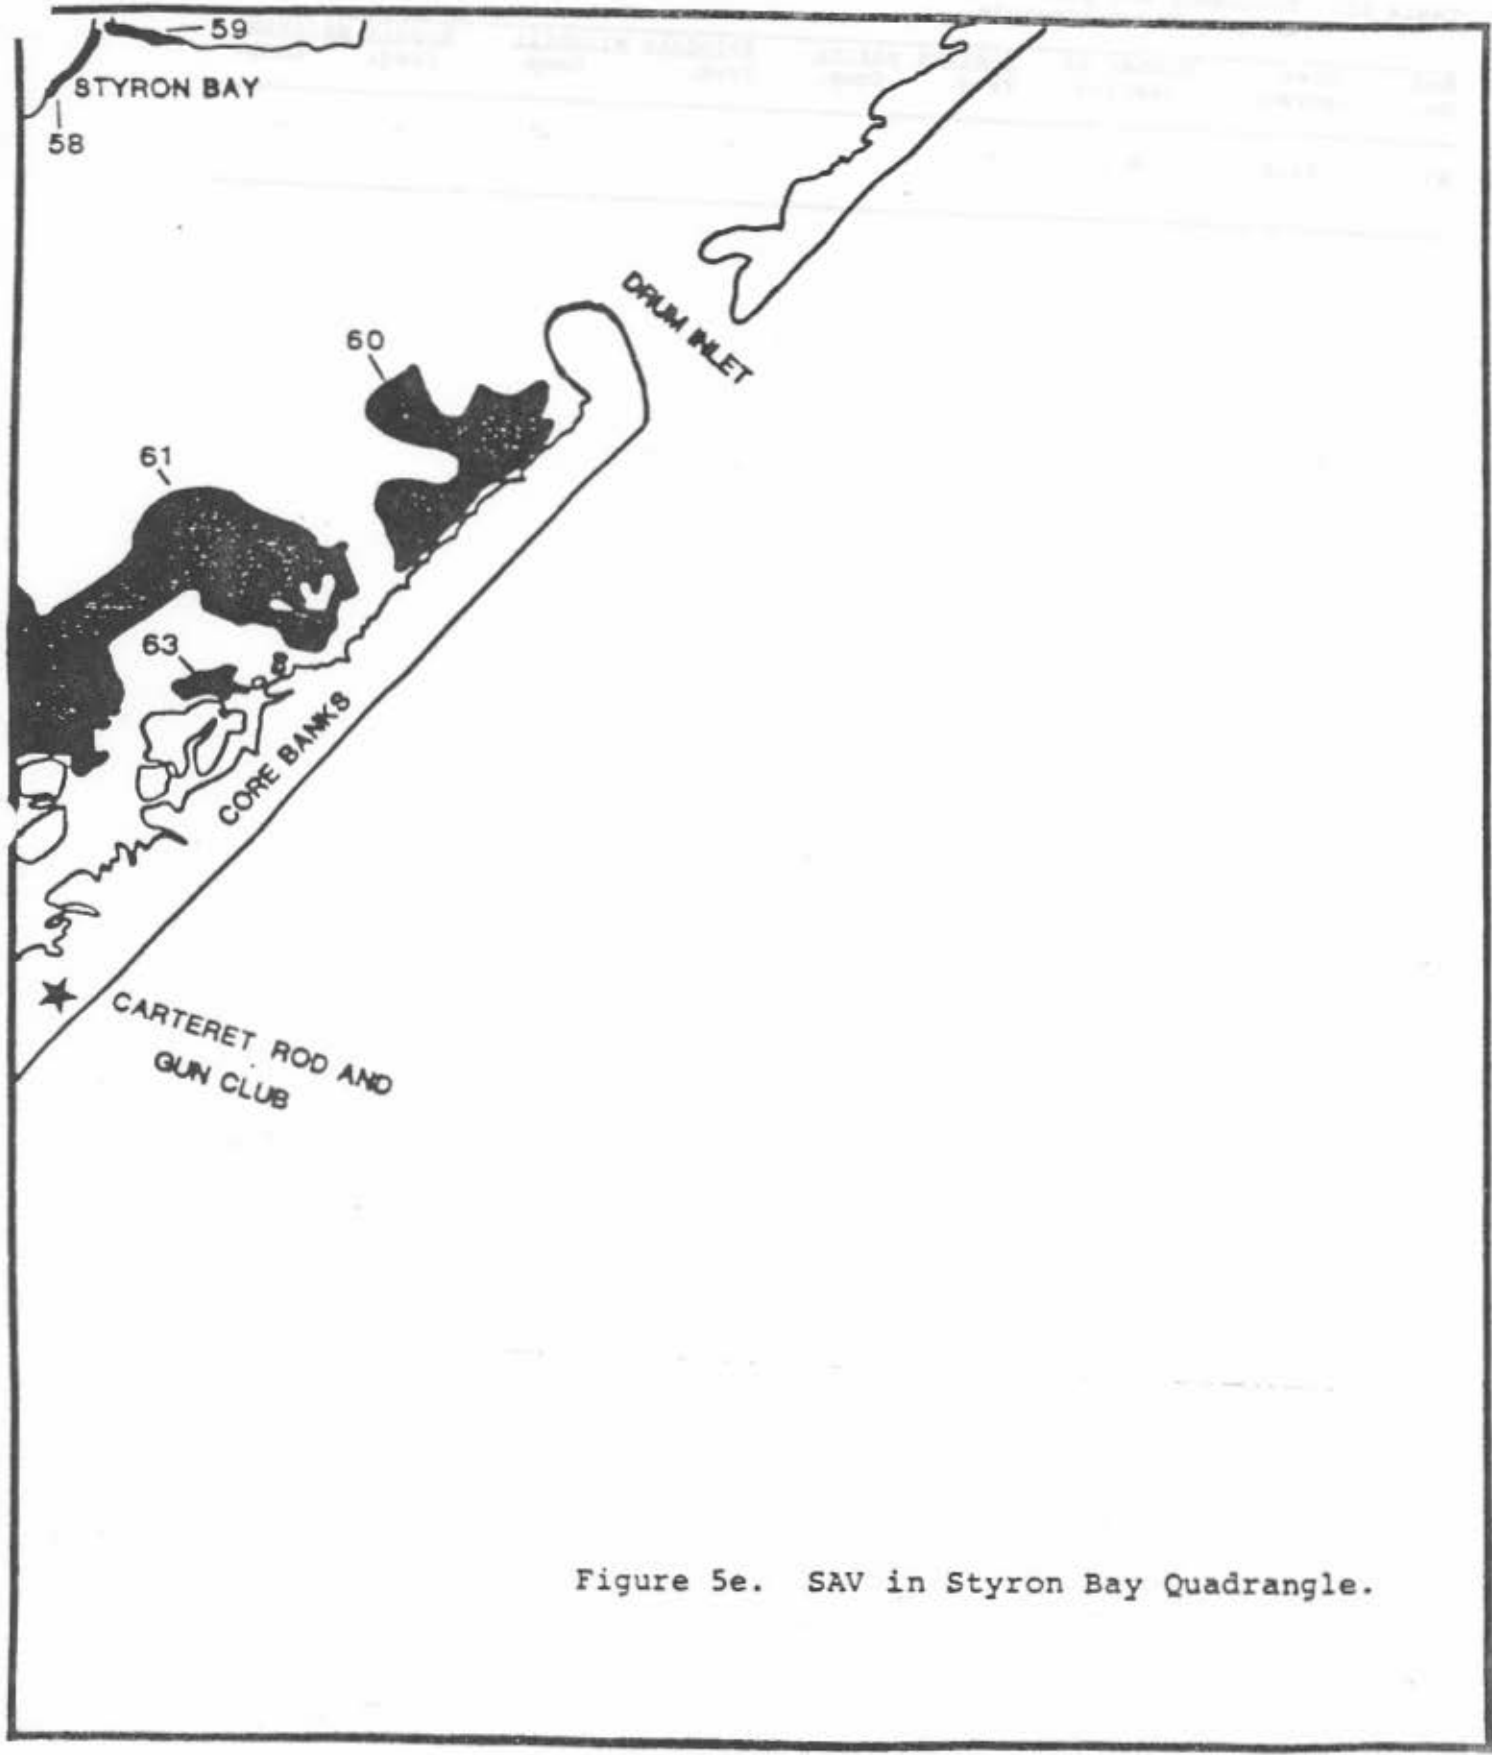 59
STYRON BAY
58
DRUM INLET
60
61
63
CORE BANKS
CARTERET ROD AND
GUN CLUB
Figure 5e. SAV in Styron Bay Quadrangle.